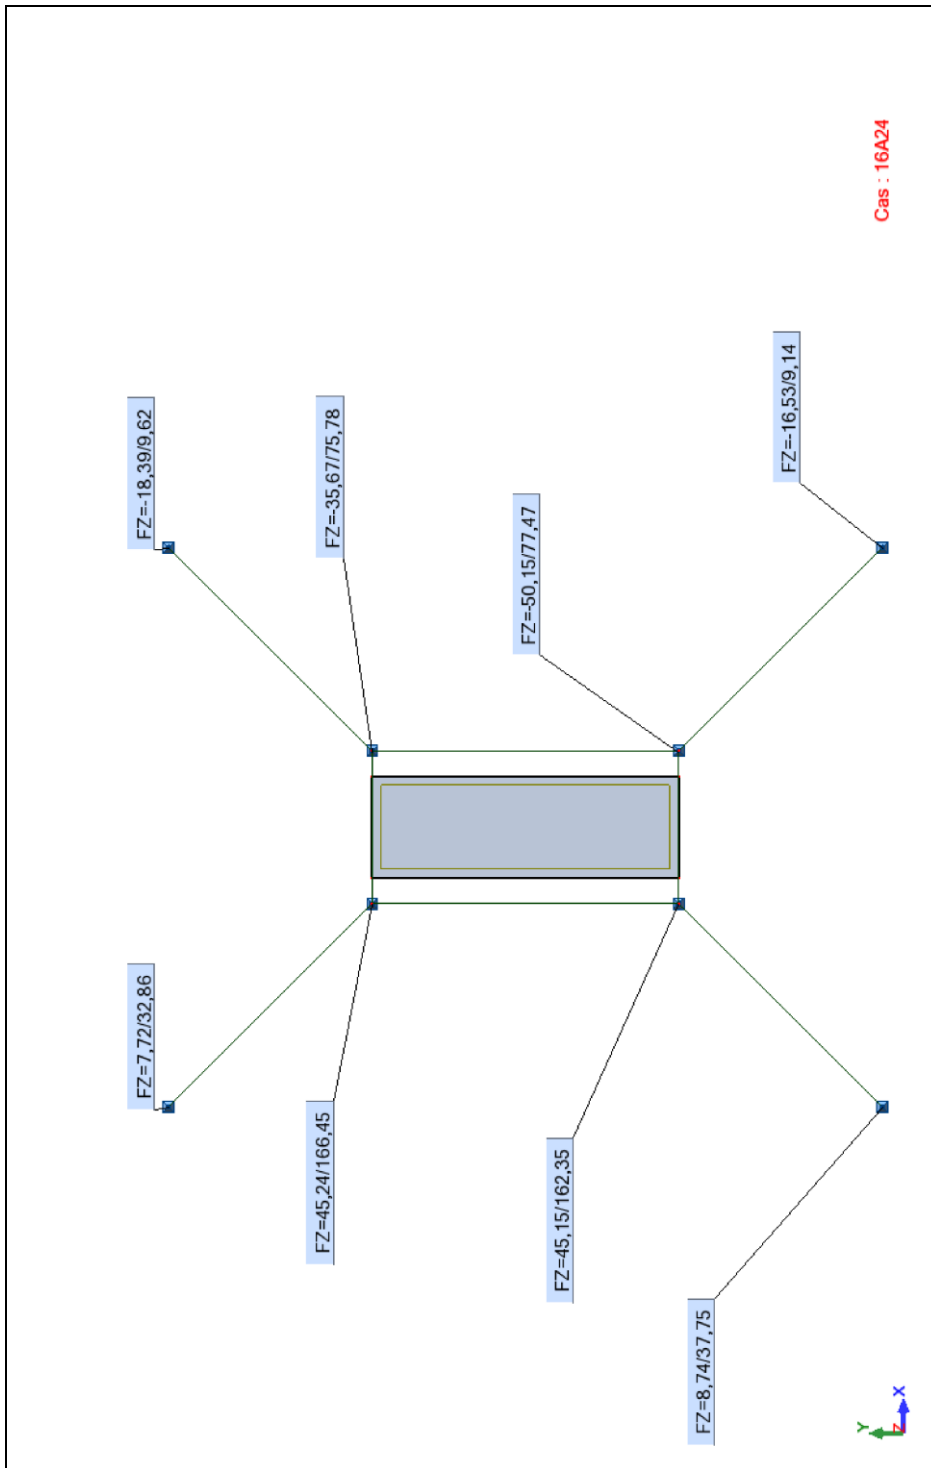 Cas : 16A24
FZ=-18,39/9,62
FZ=-35,67/75,78
FZ=-50,15/77,47
FZ=-16,53/9,14
FZ=7,72/32,86
FZ=45,24/166,45
FZ=45,15/162,35
FZ=8,74/37,75
Y
Z
X